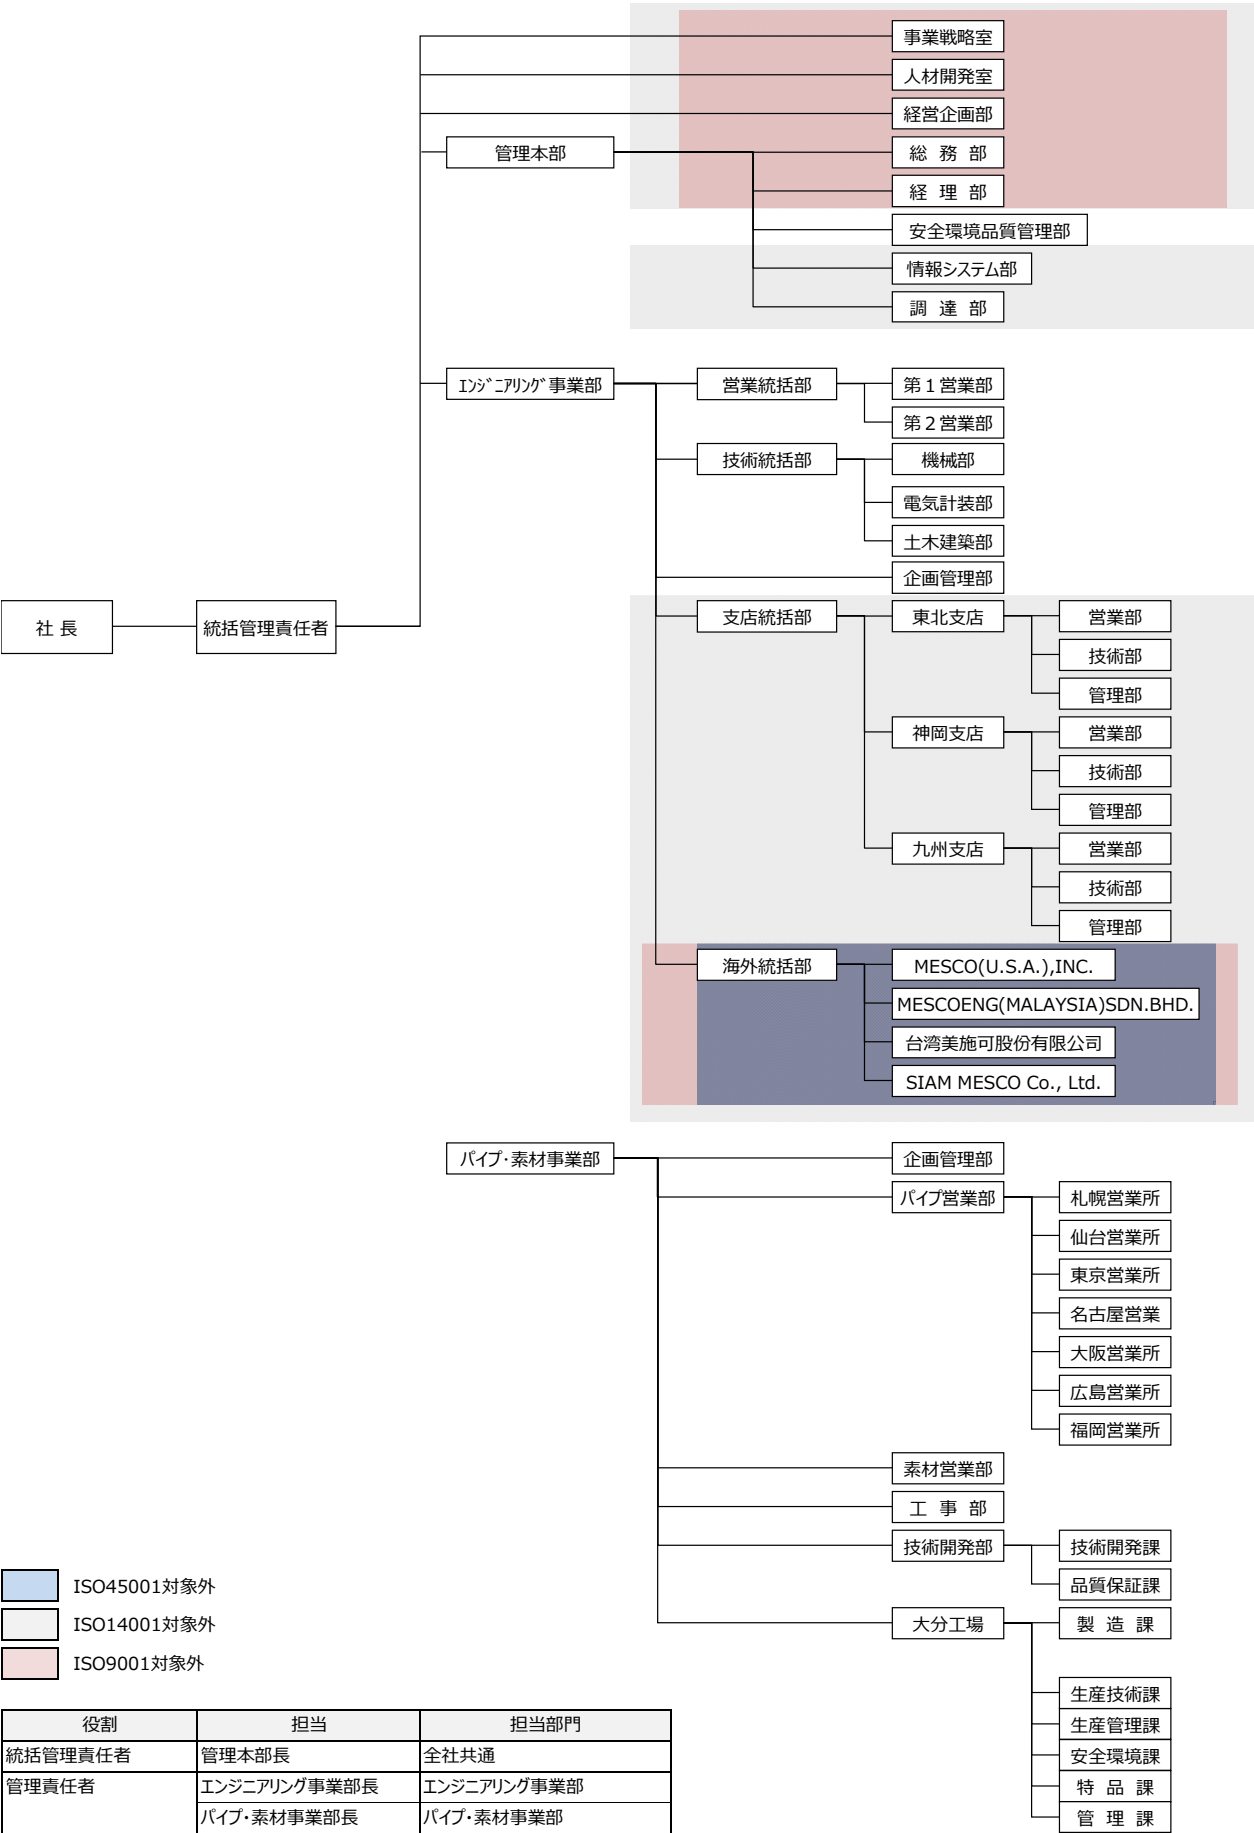 事業戦略室
人材開発室
経営企画部
管理本部
総 務 部
経 理 部
安全環境品質管理部
情報システム部
調 達 部
ｴﾝｼﾞﾆｱﾘﾝｸﾞ事業部
営業統括部
第１営業部
第２営業部
技術統括部
機械部
電気計装部
土木建築部
企画管理部
社 長
統括管理責任者
支店統括部
東北支店
営業部
技術部
管理部
神岡支店
営業部
技術部
管理部
九州支店
営業部
技術部
管理部
海外統括部
MESCO(U.S.A.),INC.
MESCOENG(MALAYSIA)SDN.BHD.
台湾美施可股份有限公司
SIAM MESCO Co., Ltd.
パイプ・素材事業部
企画管理部
パイプ営業部
札幌営業所
仙台営業所
東京営業所
名古屋営業
大阪営業所
広島営業所
福岡営業所
素材営業部
工 事 部
技術開発部
技術開発課
品質保証課
大分工場
製 造 課
生産技術課
生産管理課
安全環境課
特 品 課
管 理 課
ISO45001対象外
ISO14001対象外
ISO9001対象外
役割 担当 担当部門
統括管理責任者 管理本部長 全社共通
管理責任者 エンジニアリング事業部長 エンジニアリング事業部
パイプ・素材事業部長 パイプ・素材事業部